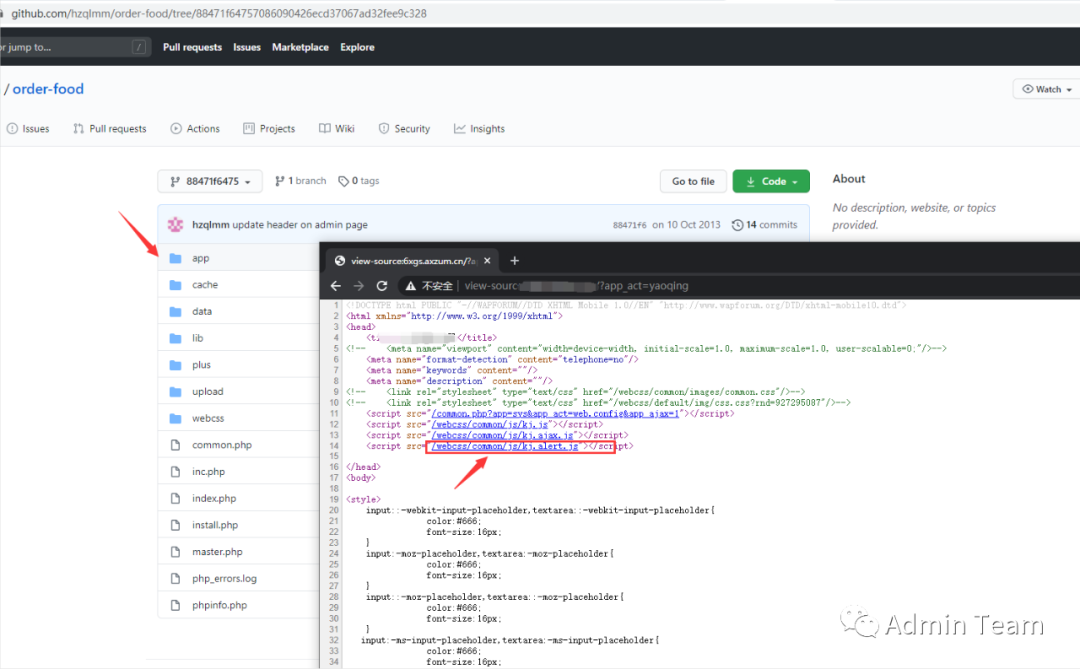 github.com/hzqlmm/order-food/tree/88471f64757086090426ecd37067ad32fee9c328
or jump to... / Pull requests Issues Marketplace Explore
/ order-food
Watch
Issues Pull requests Actions Projects Wiki Security Insights
88471f6475 1 branch 0 tags Go to file Code
About
No description, website, or topics
provided.
hzqlmm update header on admin page 88471f6 on 10 Oct 2013 14 commits
app
cache
data
lib
plus
upload
webcss
common.php
inc.php
index.php
install.php
master.php
php_errors.log
phpinfo.php
view-source:6xgs.axzum.cn/?a
不安全 view-sourc /?app_act=yaoqing
1 <!DOCTYPE html PUBLIC "-//WAPFORUM//DTD XHTML Mobile 1.0//EN" "http://www.wapforum.org/DTD/xhtml-mobile10.dtd">
2 <html xmlns="http://www.w3.org/1999/xhtml">
3 <head>
4 <ti </title>
5 <!-- <meta name="viewport" content="width=device-width, initial-scale=1.0, maximum-scale=1.0, user-scalable=0;"/>-->
6 <meta name="format-detection" content="telephone=no"/>
7 <meta name="keywords" content=""/>
8 <meta name="description" content=""/>
9 <!-- <link rel="stylesheet" type="text/css" href="/webcss/common/images/common.css"/>-->
10 <!-- <link rel="stylesheet" type="text/css" href="/webcss/default/img/css.css?rnd=927295087"/>-->
11 <script src="/common.php?app=sys&app_act=web.config&app_ajax=1"></script>
12 <script src="/webcss/common/js/kj.js"></script>
13 <script src="/webcss/common/js/kj.ajax.js"></script>
14 <script src="/webcss/common/js/kj.alert.js"></script>
15
16 </head>
17 <body>
18
19 <style>
20 input::-webkit-input-placeholder,textarea::-webkit-input-placeholder{
21 color:#666;
22 font-size:16px;
23 }
24 input:-moz-placeholder,textarea:-moz-placeholder{
25 color:#666;
26 font-size:16px;
27 }
28 input::-moz-placeholder,textarea::-moz-placeholder{
29 color:#666;
30 font-size:16px;
31 }
32 input:-ms-input-placeholder,textarea:-ms-input-placeholder{
33 color:#666;
34 font-size:16px;
Admin Team